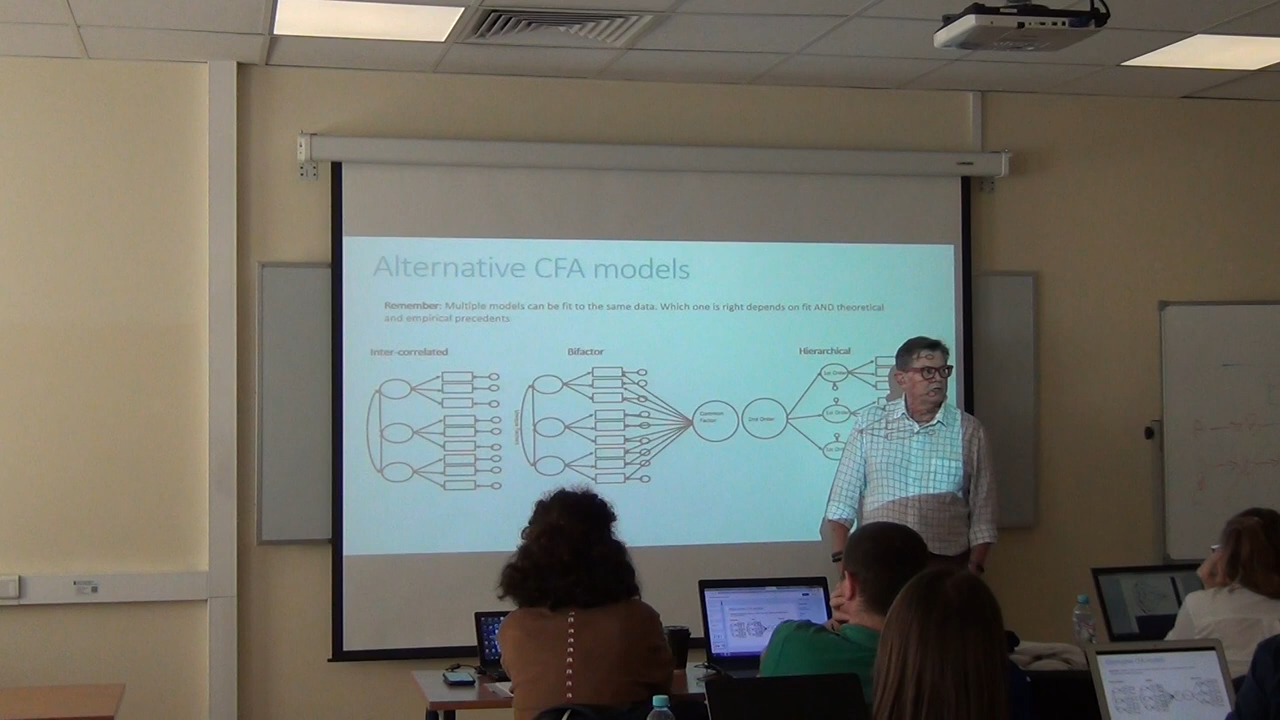 Alternative CFA models
Remember: Multiple models can be fit to the same data. Which one is right depends on fit AND theoretical
and empirical precedents
Inter-correlated
Bifactor
Hierarchical
Common
Factor
2nd Order
1st Order
1st Order
1st Or